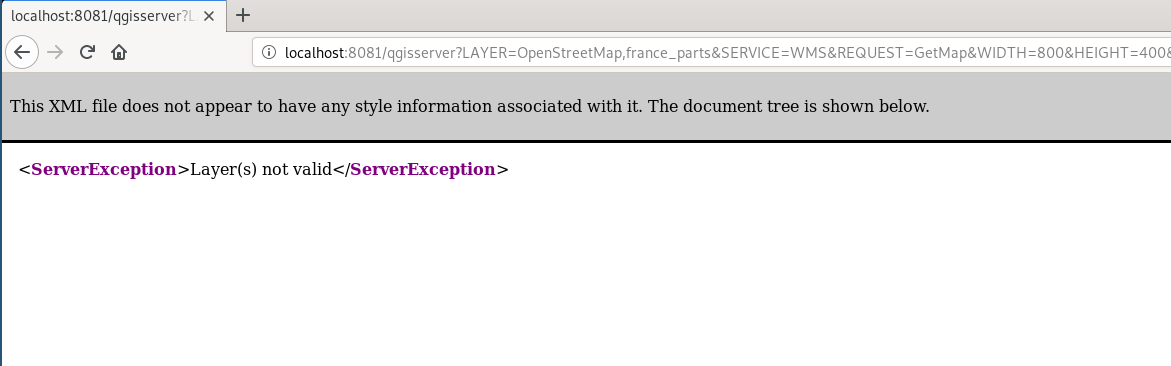 localhost:8081/qgisserver?L
localhost:8081/qgisserver?LAYER=OpenStreetMap,france_parts&SERVICE=WMS&REQUEST=GetMap&WIDTH=800&HEIGHT=400&
This XML file does not appear to have any style information associated with it. The document tree is shown below.
<ServerException>Layer(s) not valid</ServerException>